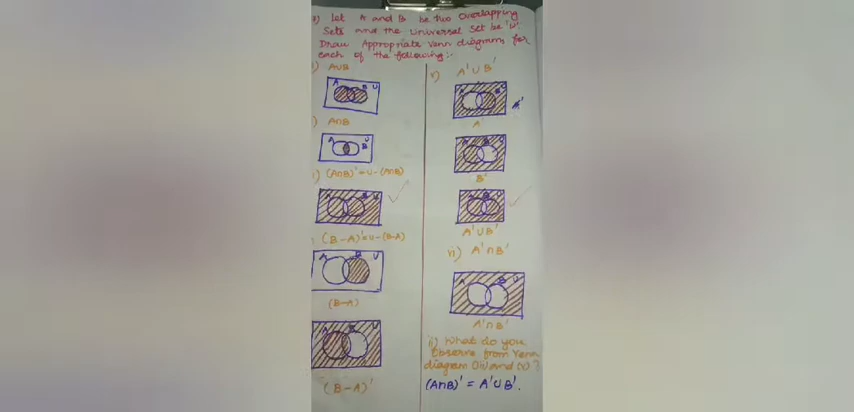 Let A and B be two overlapping
Sets and the Universal Set be 'U'.
Draw Appropriate Venn diagrams for
each of the following:-
i) A∪B
A B U
) A∩B
A B U
) (A∩B)' = U-(A∩B)
A B U
(B-A)' = U-(B-A)
A B U
(B-A)
A B U
(B-A)'
v) A'∪B'
A B U
A'
A
A B U
B'
A B U
A'∪B'
vi) A'∩B'
A B U
A'∩B'
What do you
observe from Venn
diagram (iii) and (v) ?
(A∩B)' = A'∪B'.